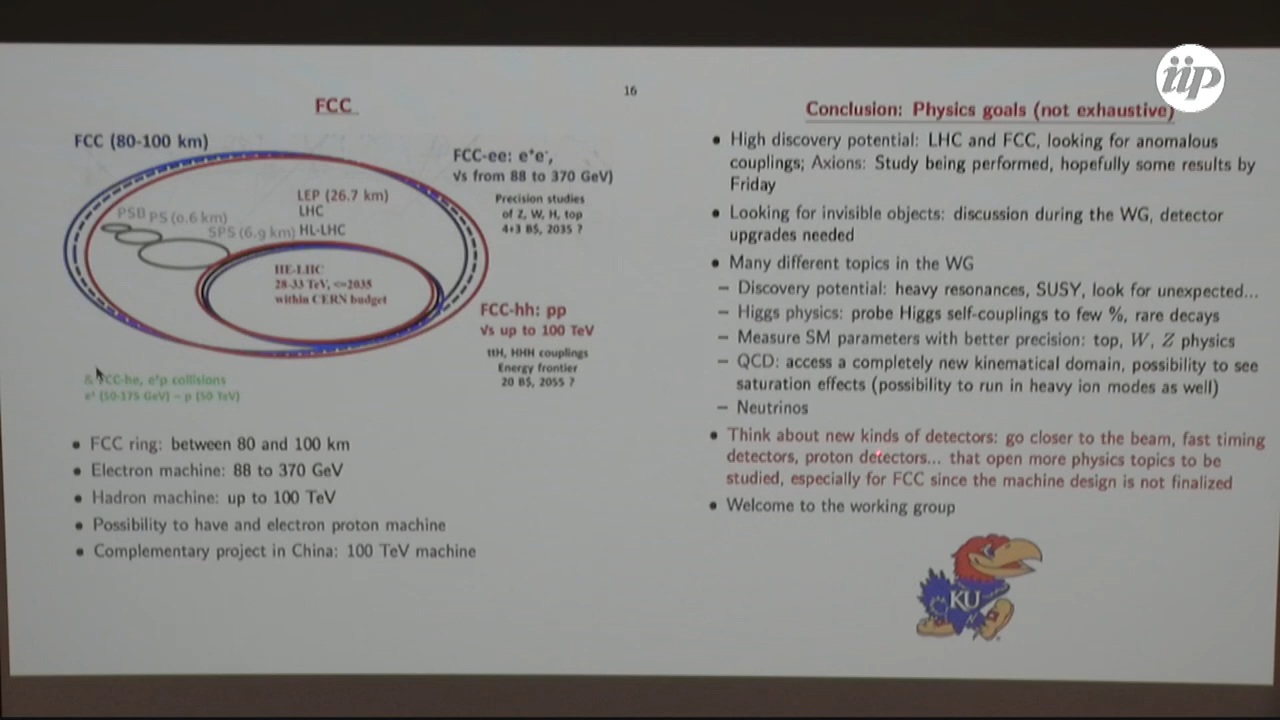 iip
16
FCC
FCC (80-100 km)
PSB PS (0.6 km)
SPS (6.9 km)
LEP (26.7 km)
LHC
HL-LHC
HE-LHC
28-33 TeV, <=2035
within CERN budget
FCC-ee: e⁺e⁻,
√s from 88 to 370 GeV)
Precision studies
of Z, W, H, top
4+3 B$, 2035 ?
FCC-hh: pp
√s up to 100 TeV
ttH, HHH couplings
Energy frontier
20 B$, 2055 ?
& FCC-he, e±p collisions
e± (50-175 GeV) – p (50 TeV)
• FCC ring: between 80 and 100 km
• Electron machine: 88 to 370 GeV
• Hadron machine: up to 100 TeV
• Possibility to have and electron proton machine
• Complementary project in China: 100 TeV machine
Conclusion: Physics goals (not exhaustive)
• High discovery potential: LHC and FCC, looking for anomalous
couplings; Axions: Study being performed, hopefully some results by
Friday
• Looking for invisible objects: discussion during the WG, detector
upgrades needed
• Many different topics in the WG
– Discovery potential: heavy resonances, SUSY, look for unexpected...
– Higgs physics: probe Higgs self-couplings to few %, rare decays
– Measure SM parameters with better precision: top, W, Z physics
– QCD: access a completely new kinematical domain, possibility to see
saturation effects (possibility to run in heavy ion modes as well)
– Neutrinos
• Think about new kinds of detectors: go closer to the beam, fast timing
detectors, proton detectors... that open more physics topics to be
studied, especially for FCC since the machine design is not finalized
• Welcome to the working group
KU